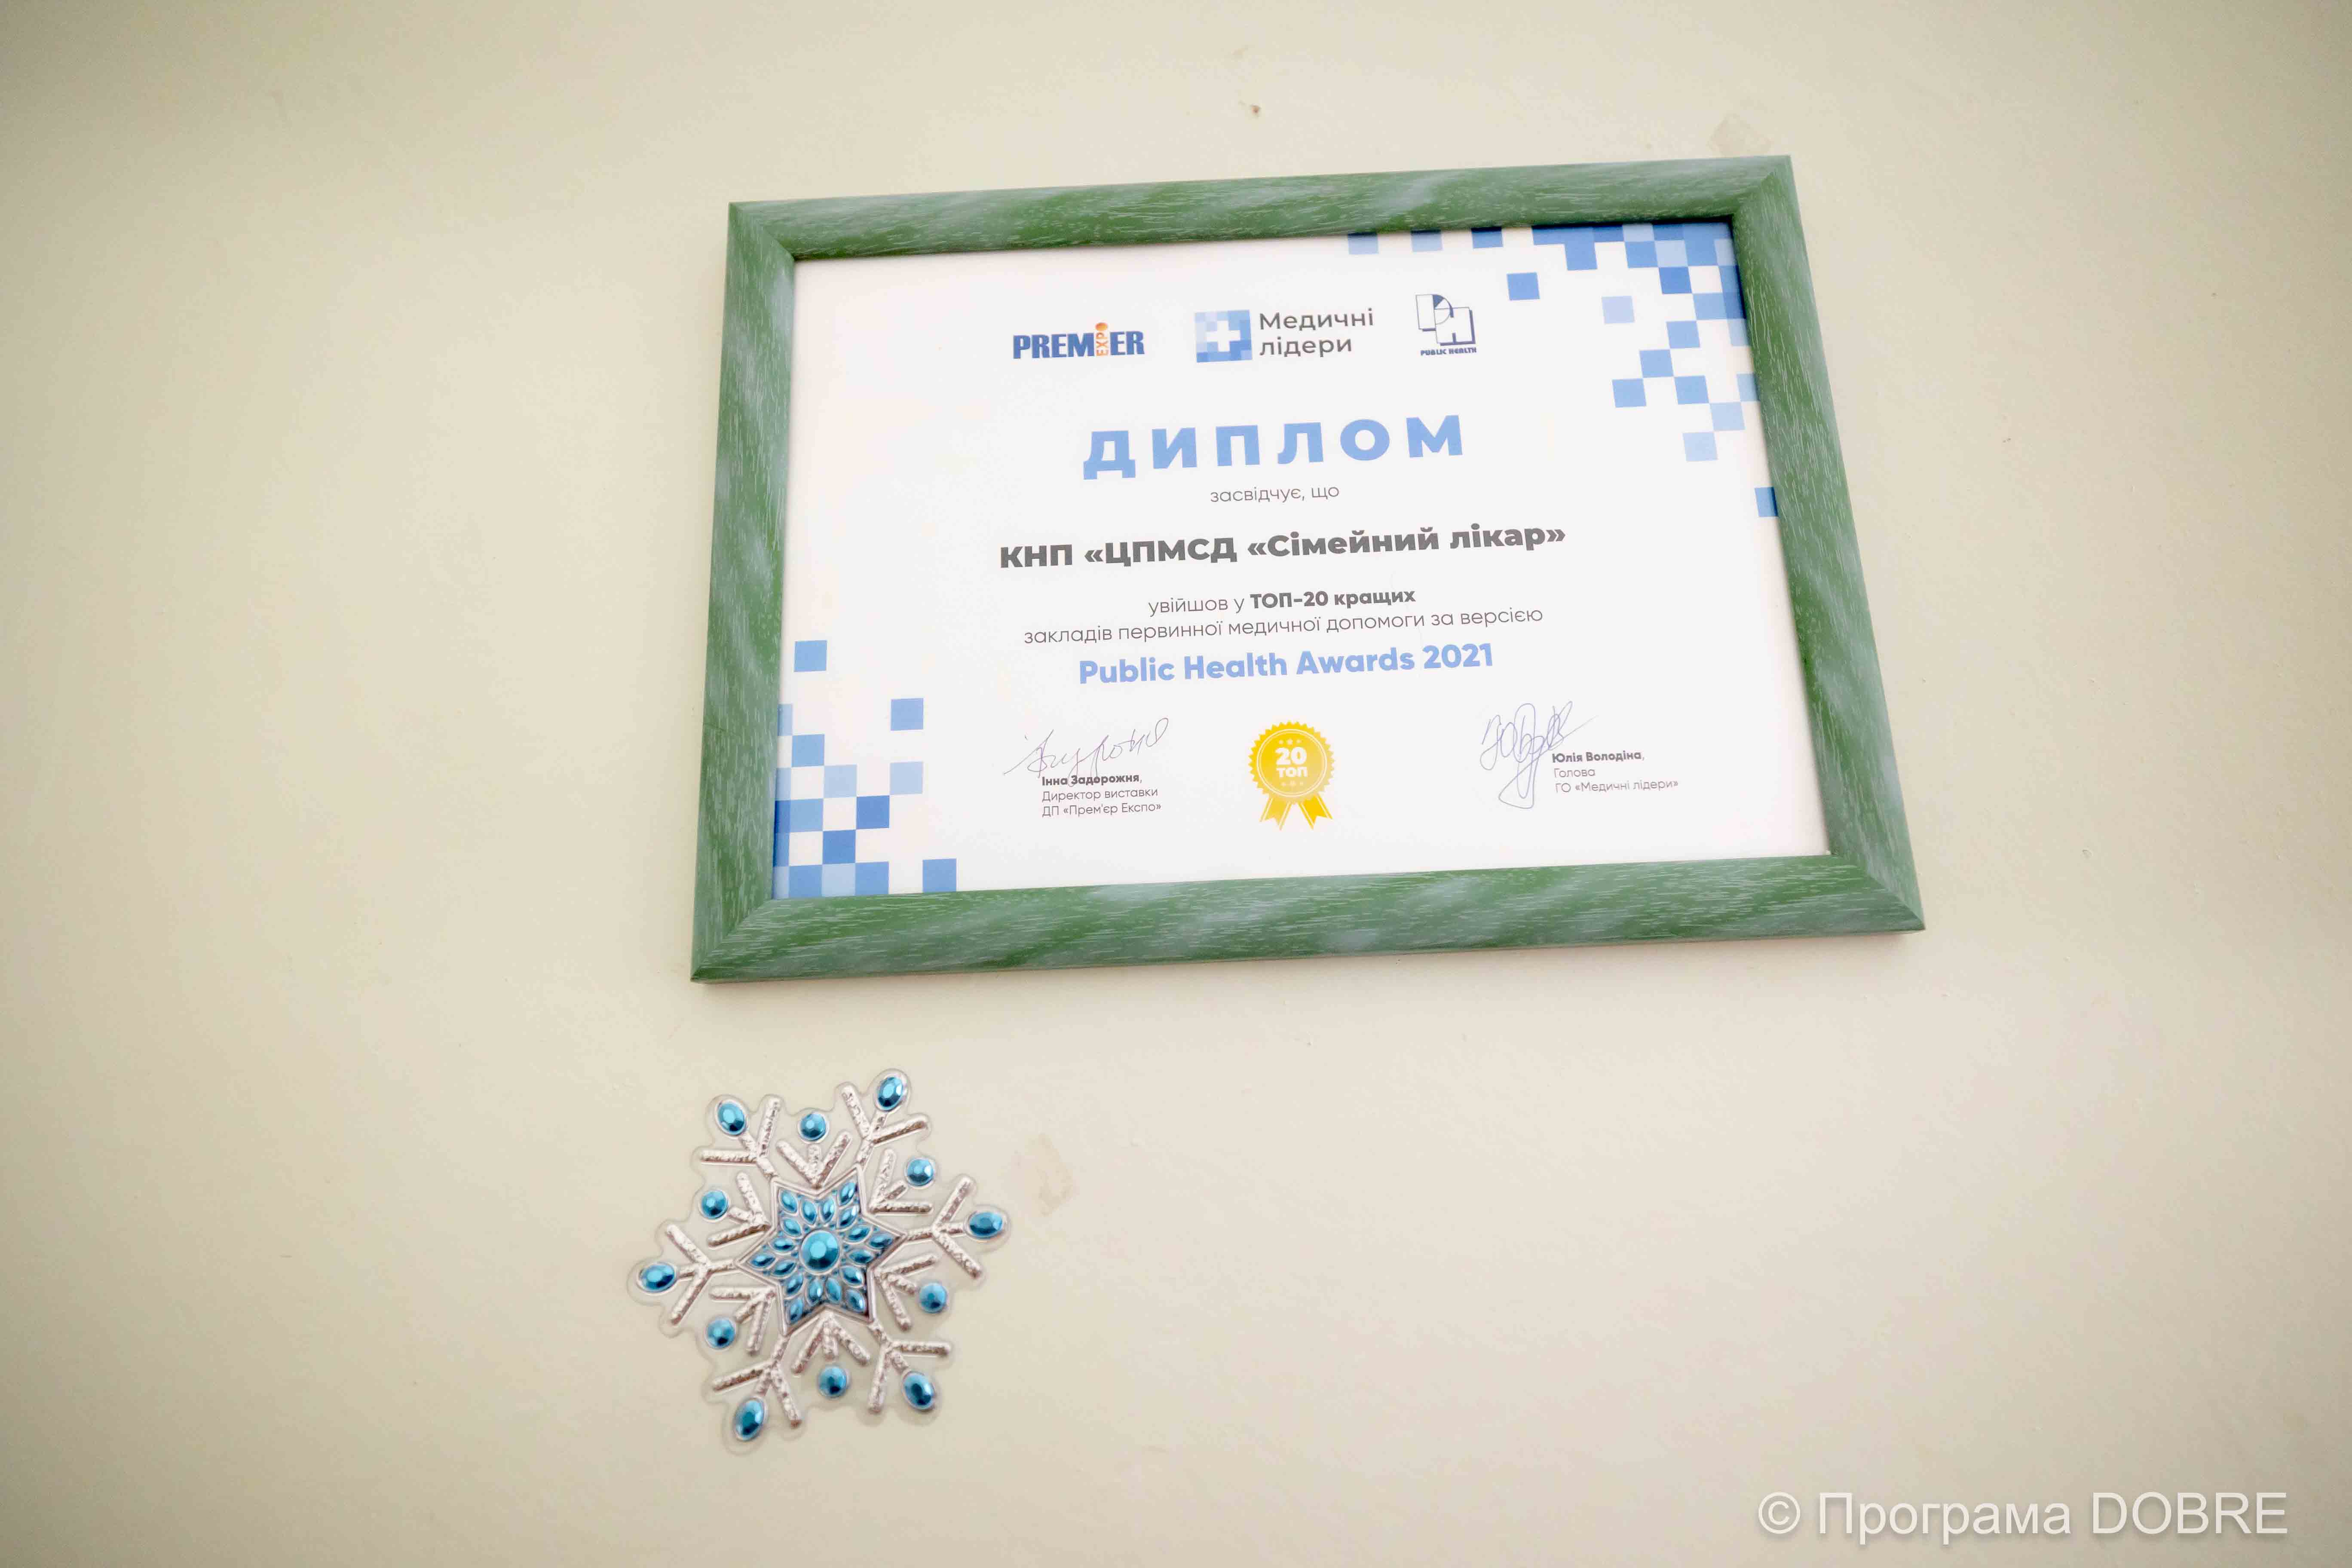 PREMIER
EXPO
Медичні
лідери
PUBLIC HEALTH
ДИПЛОМ
засвідчує, що
КНП «ЦПМСД «Сімейний лікар»
увійшов у ТОП-20 кращих
закладів первинної медичної допомоги за версією
Public Health Awards 2021
Інна Задорожня,
Директор виставки
ДП «Прем'єр Експо»
20
ТОП
Юлія Володіна,
Голова
ГО «Медичні лідери»
© Програма DOBRE